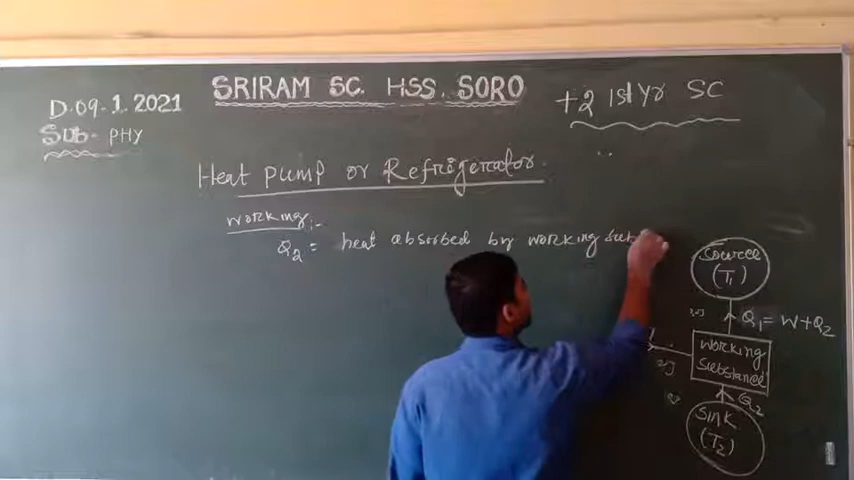 SRIRAM SC. HSS. SORO
+2 1st Yr SC
D.09.1.2021
Sub- PHY
Heat pump or Refrigerator.
working:-
Q2 = heat absorbed by working sub
Source
(T1)
Q1 = W+Q2
working
Substance
Q2
Sink
(T2)